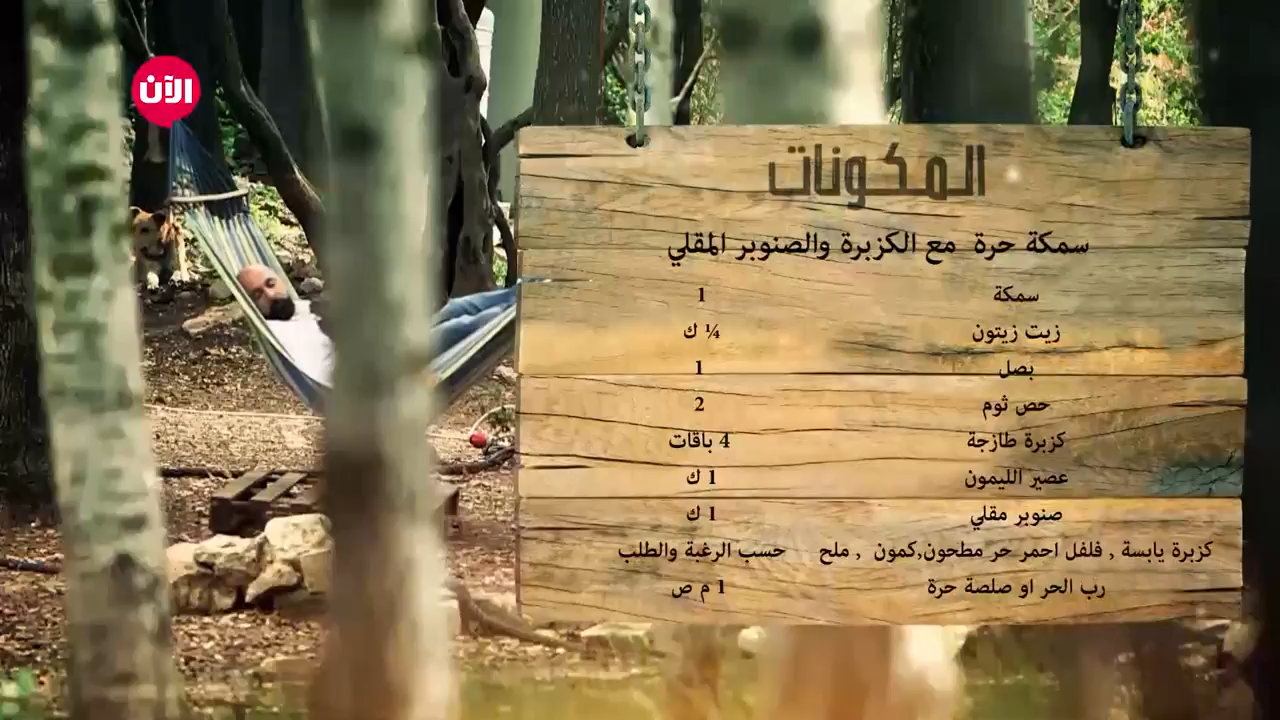 الآن
المكونات
سمكة حرة مع الكزبرة والصنوبر المقلي
سمكة 1
زيت زيتون ¼ ك
بصل 1
حص ثوم 2
كزبرة طازجة 4 باقات
عصير الليمون 1 ك
صنوبر مقلي 1 ك
كزبرة يابسة , فلفل احمر حر مطحون,كمون , ملح حسب الرغبة والطلب
رب الحر او صلصة حرة 1 م ص